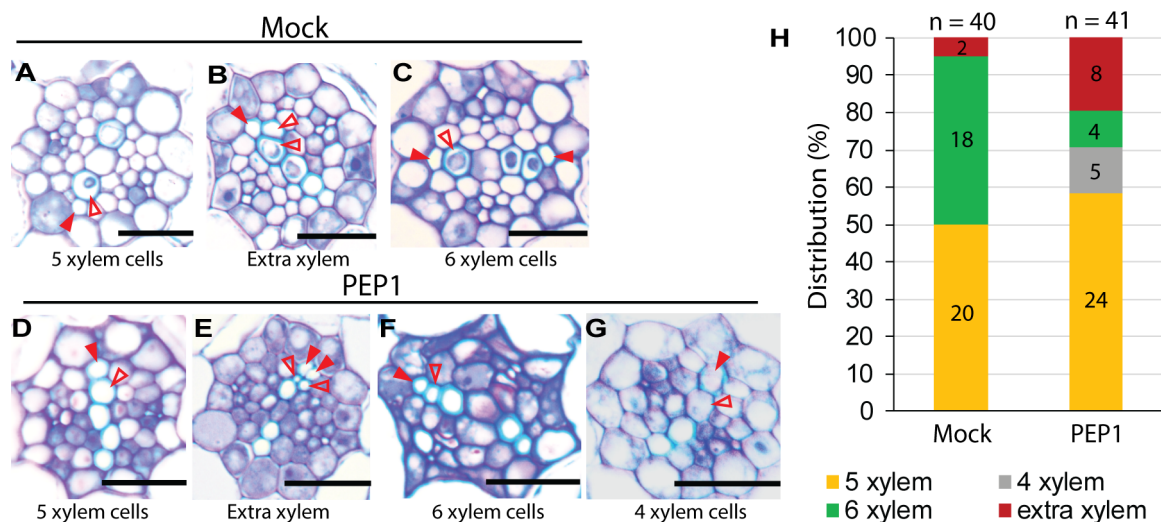 Mock
A
B
C
5 xylem cells
Extra xylem
6 xylem cells
PEP1
D
E
F
G
5 xylem cells
Extra xylem
6 xylem cells
4 xylem cells
H
n = 40
n = 41
Distribution (%)
100
90
80
70
60
50
40
30
20
10
0
2
18
20
8
4
5
24
Mock
PEP1
5 xylem
4 xylem
6 xylem
extra xylem